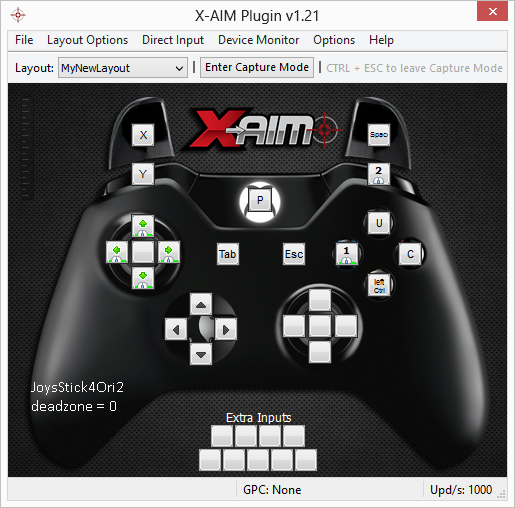 X-AIM Plugin v1.21
File Layout Options Direct Input Device Monitor Options Help
Layout: MyNewLayout Enter Capture Mode CTRL + ESC to leave Capture Mode
X-AIM
X Spac
Y 2
P
U
Tab Esc 1 C
left Ctrl
JoysStick4Ori2
deadzone = 0
Extra Inputs
GPC: None Upd/s: 1000